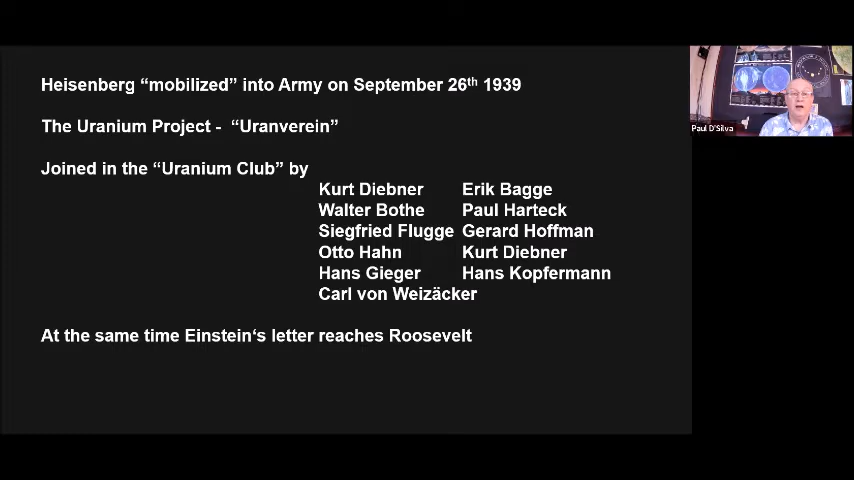 Heisenberg “mobilized” into Army on September 26th 1939
Paul D'Silva
The Uranium Project - “Uranverein”
Joined in the “Uranium Club” by
Kurt Diebner Erik Bagge
Walter Bothe Paul Harteck
Siegfried Flugge Gerard Hoffman
Otto Hahn Kurt Diebner
Hans Gieger Hans Kopfermann
Carl von Weizäcker
At the same time Einstein‘s letter reaches Roosevelt